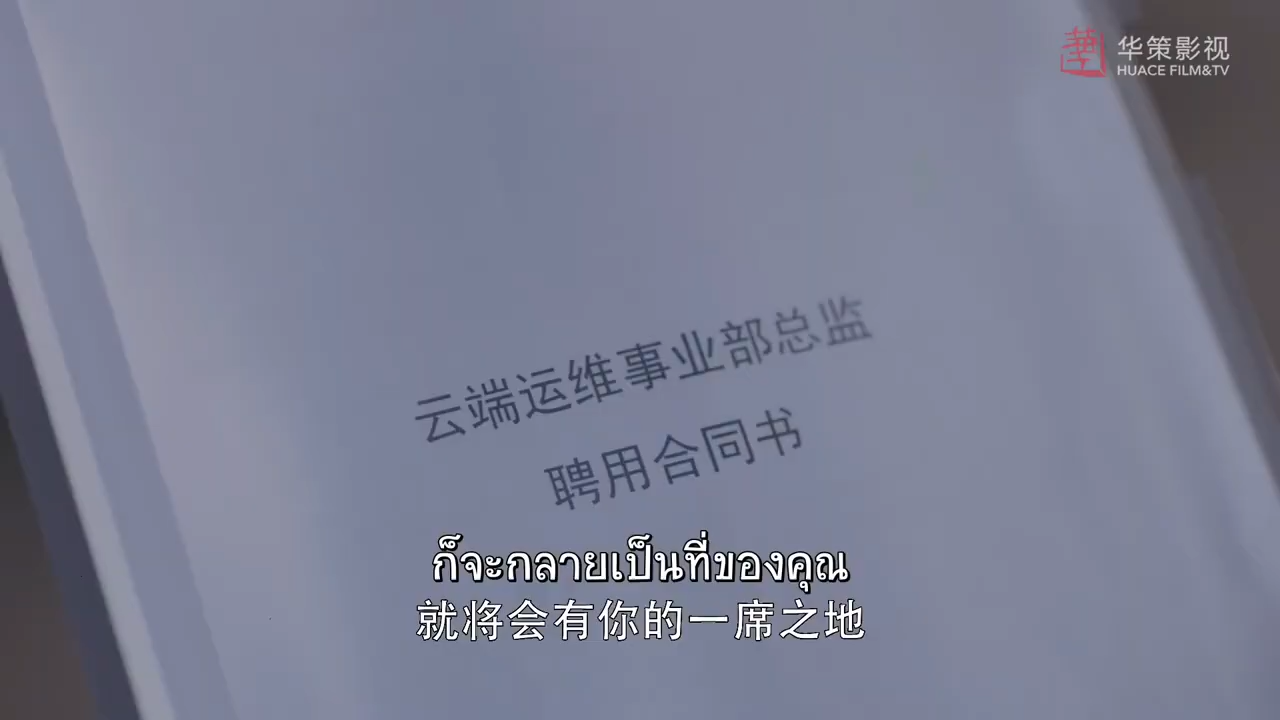 华策影视
HUACE FILM&TV
云端运维事业部总监
聘用合同书
ก็จะกลายเป็นที่ของคุณ
就将会有你的一席之地